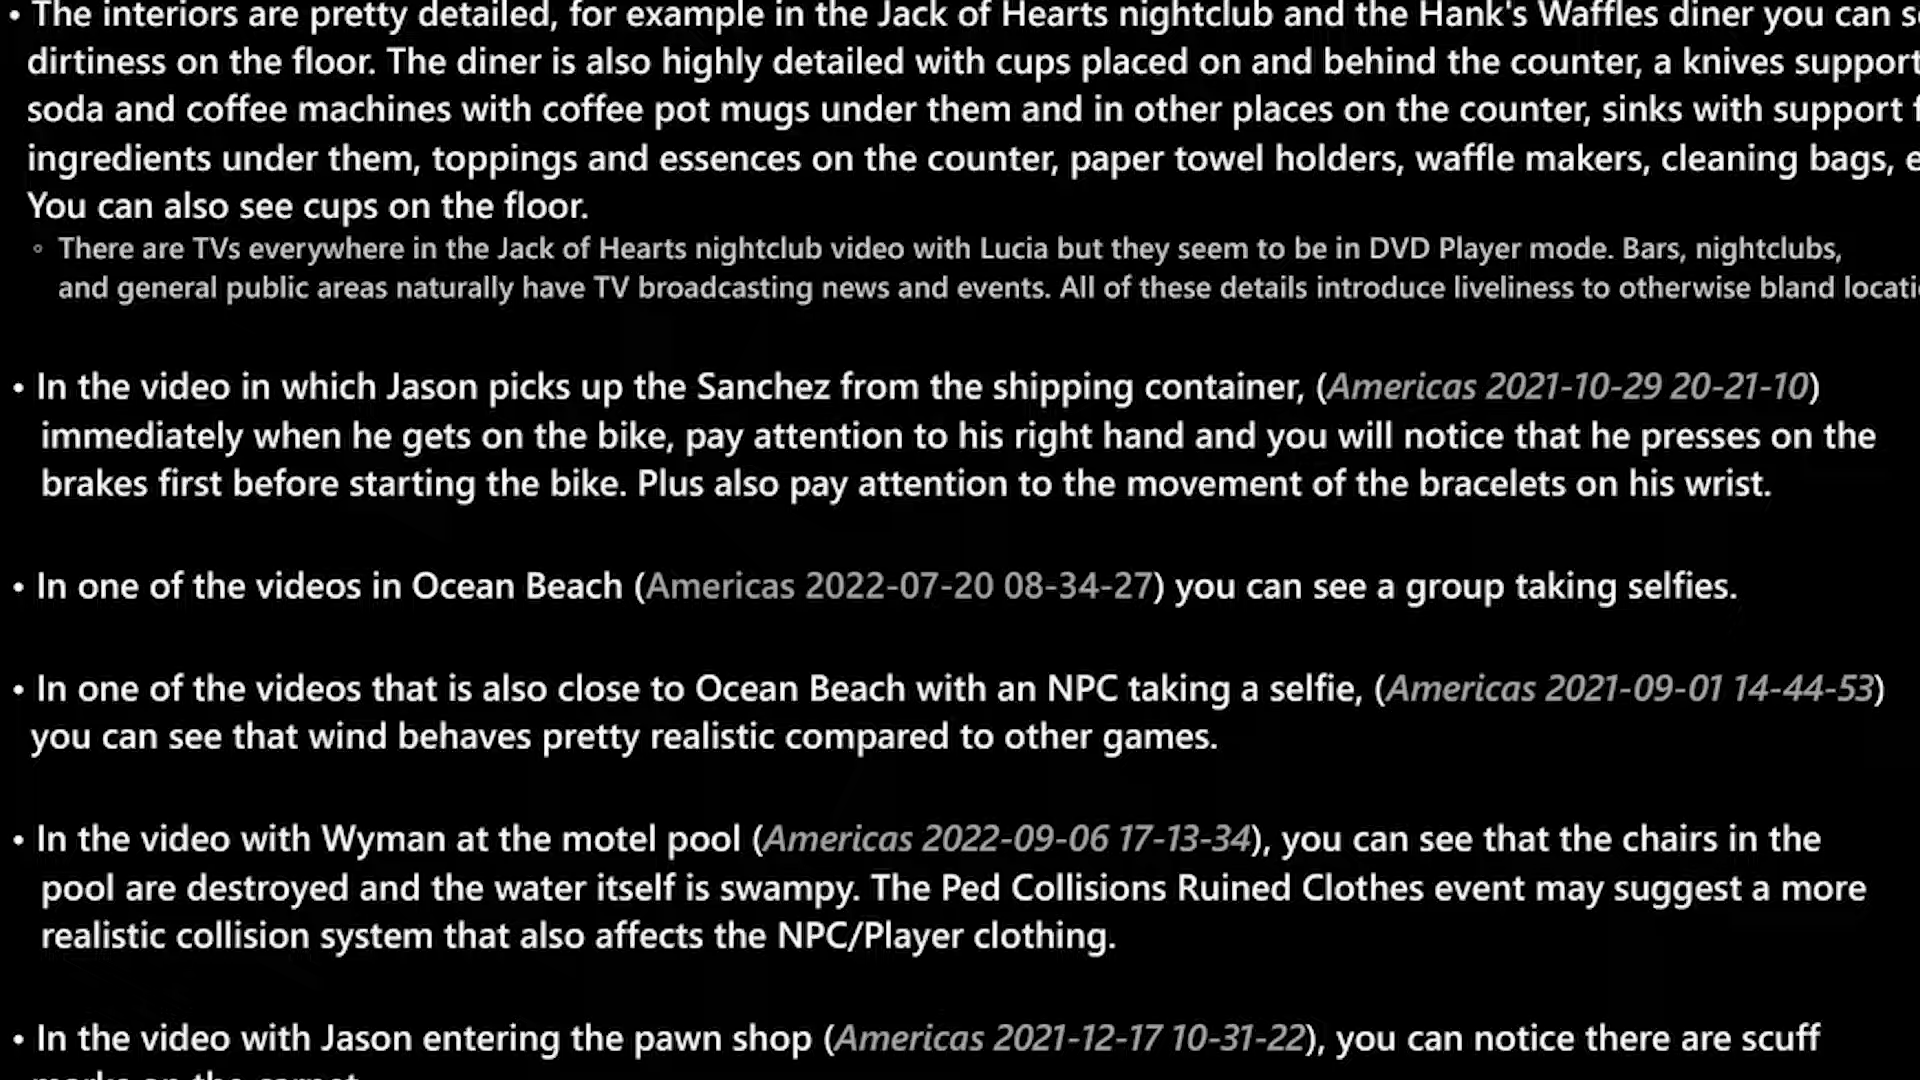 • The interiors are pretty detailed, for example in the Jack of Hearts nightclub and the Hank's Waffles diner you can
dirtiness on the floor. The diner is also highly detailed with cups placed on and behind the counter, a knives support
soda and coffee machines with coffee pot mugs under them and in other places on the counter, sinks with support
ingredients under them, toppings and essences on the counter, paper towel holders, waffle makers, cleaning bags,
You can also see cups on the floor.
◦ There are TVs everywhere in the Jack of Hearts nightclub video with Lucia but they seem to be in DVD Player mode. Bars, nightclubs,
and general public areas naturally have TV broadcasting news and events. All of these details introduce liveliness to otherwise bland
• In the video in which Jason picks up the Sanchez from the shipping container, (Americas 2021-10-29 20-21-10)
immediately when he gets on the bike, pay attention to his right hand and you will notice that he presses on the
brakes first before starting the bike. Plus also pay attention to the movement of the bracelets on his wrist.
• In one of the videos in Ocean Beach (Americas 2022-07-20 08-34-27) you can see a group taking selfies.
• In one of the videos that is also close to Ocean Beach with an NPC taking a selfie, (Americas 2021-09-01 14-44-53)
you can see that wind behaves pretty realistic compared to other games.
• In the video with Wyman at the motel pool (Americas 2022-09-06 17-13-34), you can see that the chairs in the
pool are destroyed and the water itself is swampy. The Ped Collisions Ruined Clothes event may suggest a more
realistic collision system that also affects the NPC/Player clothing.
• In the video with Jason entering the pawn shop (Americas 2021-12-17 10-31-22), you can notice there are scuff
marks on the carpet